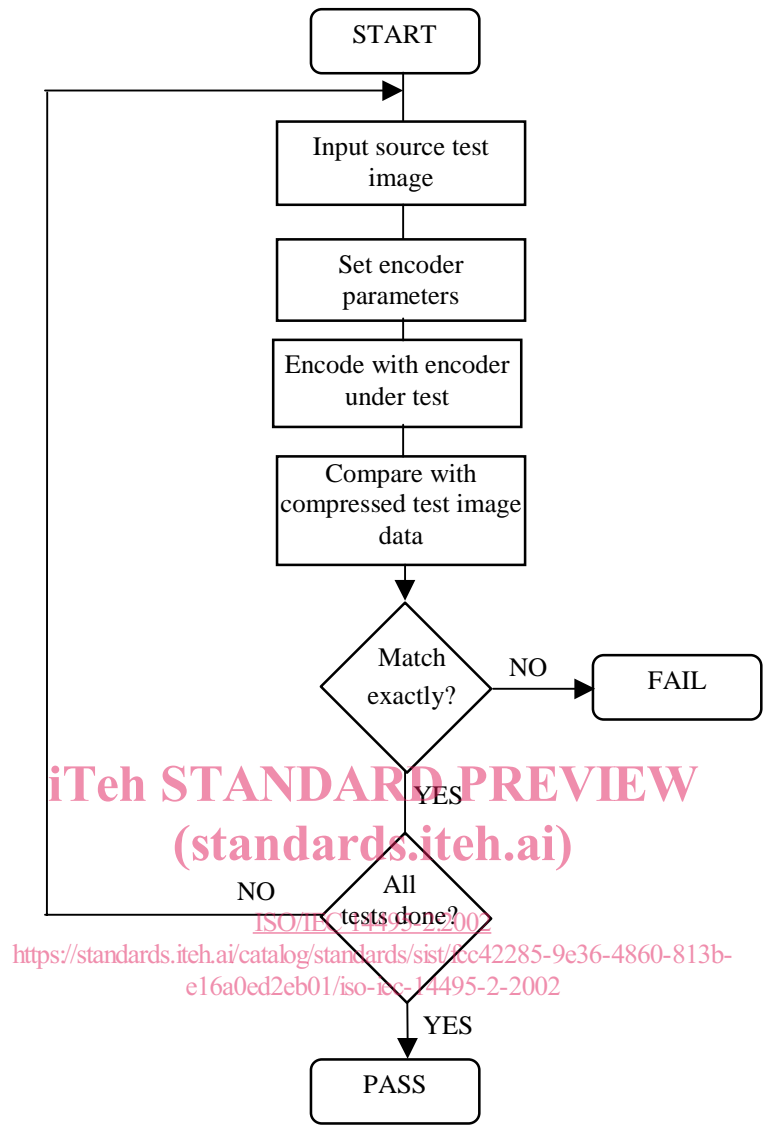 START
Input source test
image
Set encoder
parameters
Encode with encoder
under test
Compare with
compressed test image
data
Match
exactly?
NO
FAIL
iTeh STANDARD PREVIEW
YES
(standards.iteh.ai)
NO
All
tests done?
ISO/IEC 14495-2:2002
https://standards.iteh.ai/catalog/standards/sist/fcc42285-9e36-4860-813b-
e16a0ed2eb01/iso-iec-14495-2-2002
YES
PASS